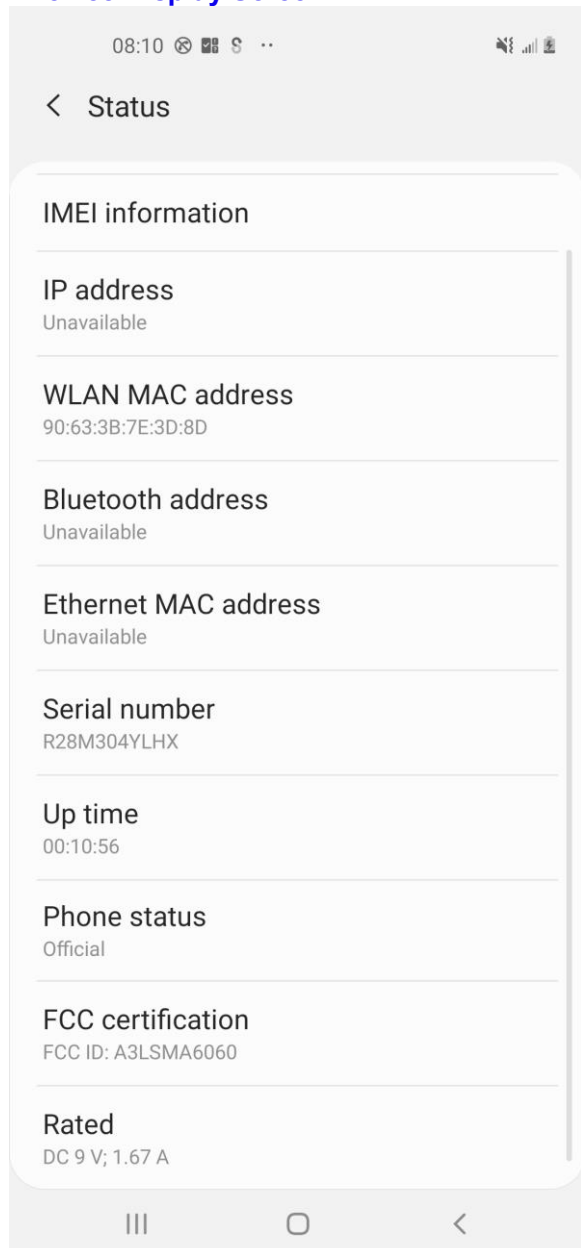 08:10
Status
IMEI information
IP address
Unavailable
WLAN MAC address
90:63:3B:7E:3D:8D
Bluetooth address
Unavailable
Ethernet MAC address
Unavailable
Serial number
R28M304YLHX
Up time
00:10:56
Phone status
Official
FCC certification
FCC ID: A3LSMA6060
Rated
DC 9 V; 1.67 A